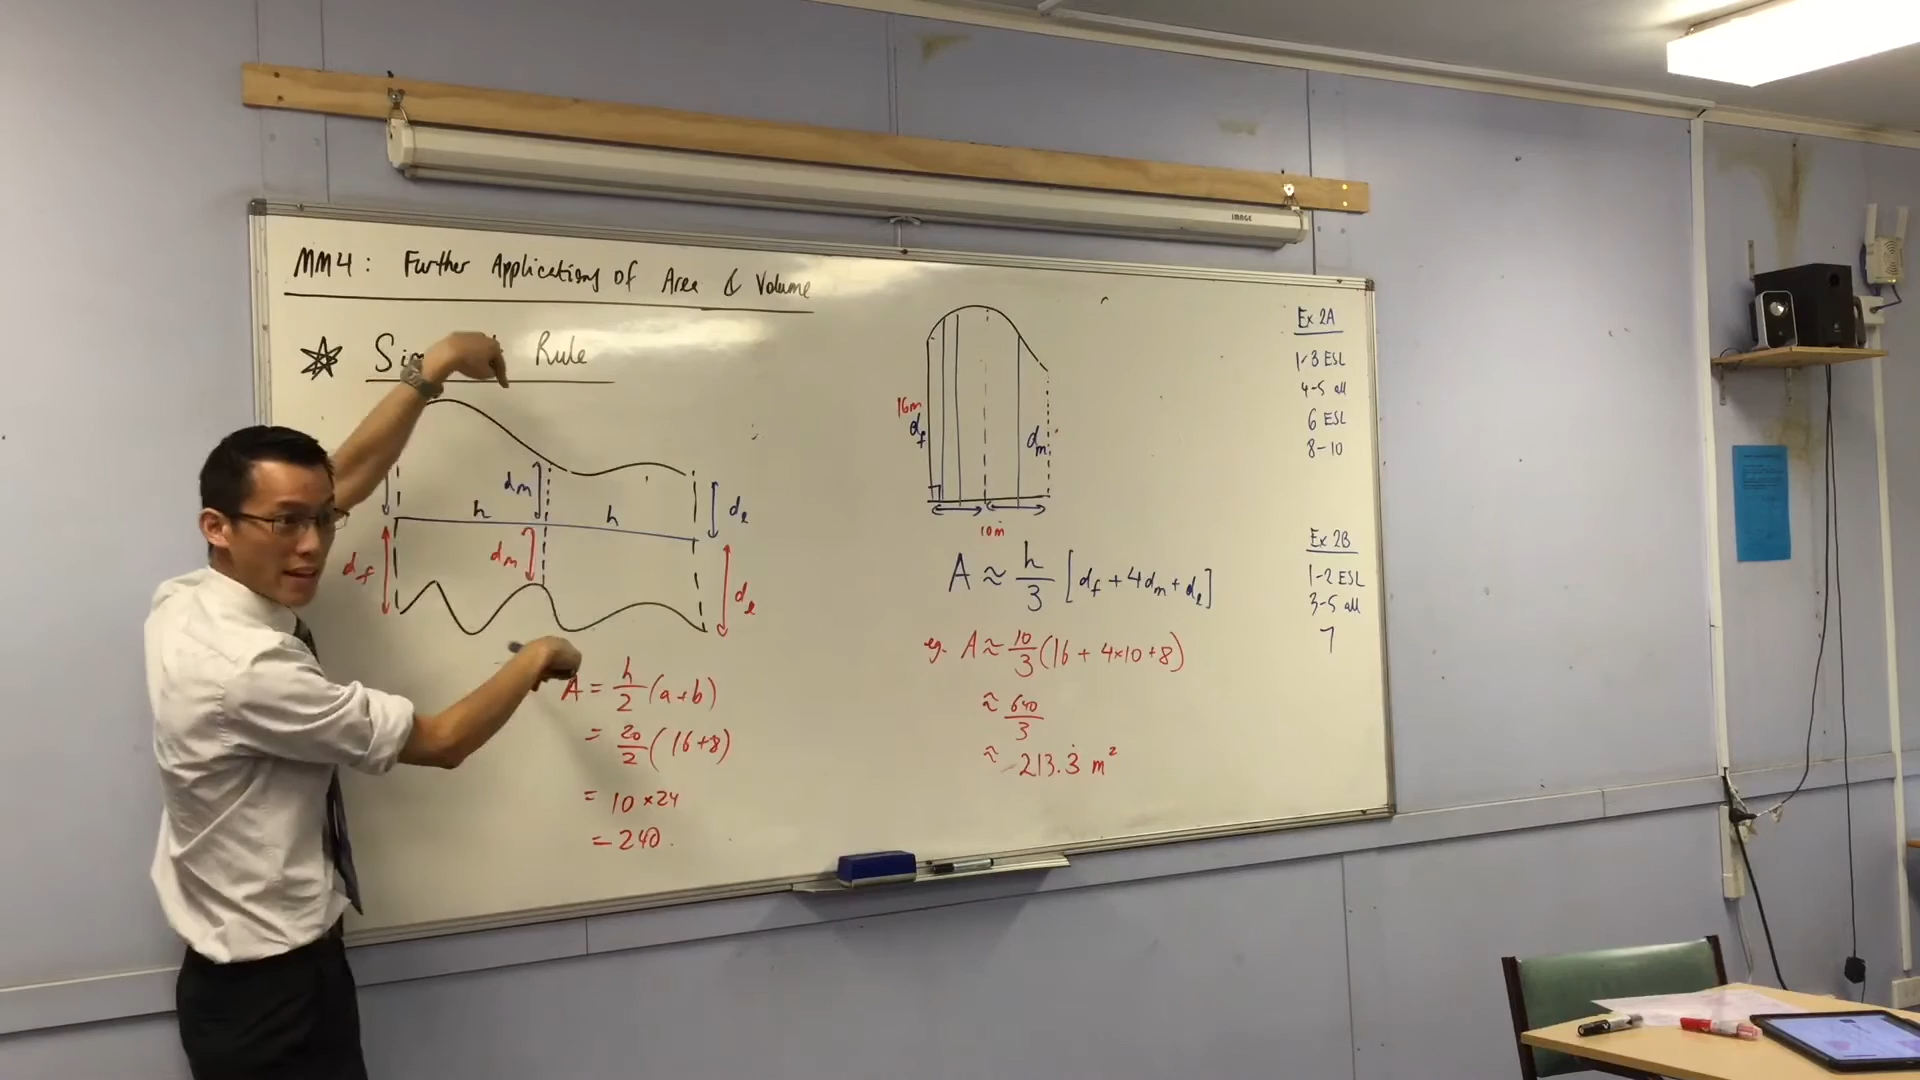 IMAGE
MM4: Further Applications of Area & Volume
Rule
dm
h
h
dl
dm
df
dl
A = h/2 (a+b)
= 20/2 (16+8)
= 10×24
= 240.
16m
df
dm
10m
A ≈ h/3 [df + 4dm + dl]
eg. A ≈ 10/3 (16 + 4×10+8)
≈ 640/3
≈ 213.3̇ m²
Ex 2A
1-3 ESL
4-5 all
6 ESL
8-10
Ex 2B
1-2 ESL
3-5 all
7